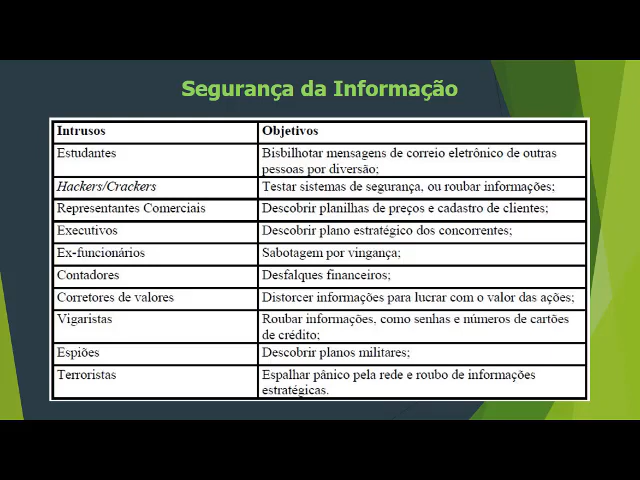 Segurança da Informação
Intrusos Objetivos
Estudantes Bisbilhotar mensagens de correio eletrônico de outras
pessoas por diversão;
Hackers/Crackers Testar sistemas de segurança, ou roubar informações;
Representantes Comerciais Descobrir planilhas de preços e cadastro de clientes;
Executivos Descobrir plano estratégico dos concorrentes;
Ex-funcionários Sabotagem por vingança;
Contadores Desfalques financeiros;
Corretores de valores Distorcer informações para lucrar com o valor das ações;
Vigaristas Roubar informações, como senhas e números de cartões
de crédito;
Espiões Descobrir planos militares;
Terroristas Espalhar pânico pela rede e roubo de informações
estratégicas.